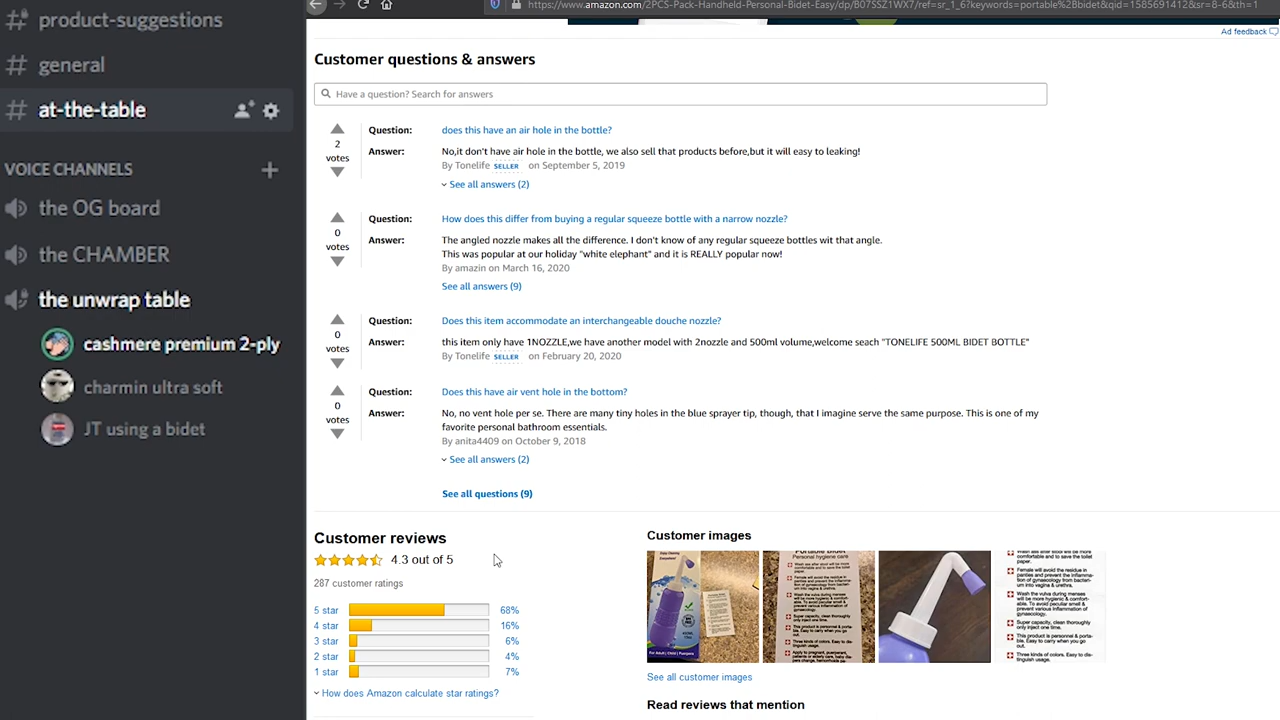 # product-suggestions
# general
# at-the-table
VOICE CHANNELS
the OG board
the CHAMBER
the unwrap table
cashmere premium 2-ply
charmin ultra soft
JT using a bidet
https://www.amazon.com/2PCS-Pack-Handheld-Personal-Bidet-Easy/dp/B07SSZ1WX7/ref=sr_1_6?keywords=portable%2Bbidet&qid=1585691412&sr=8-6&th=1
Ad feedback
Customer questions & answers
Have a question? Search for answers
2
votes
Question: does this have an air hole in the bottle?
Answer: No,it don't have air hole in the bottle, we also sell that products before,but it will easy to leaking!
By Tonelife SELLER on September 5, 2019
See all answers (2)
0
votes
Question: How does this differ from buying a regular squeeze bottle with a narrow nozzle?
Answer: The angled nozzle makes all the difference. I don't know of any regular squeeze bottles wit that angle.
This was popular at our holiday "white elephant" and it is REALLY popular now!
By amazin on March 16, 2020
See all answers (9)
0
votes
Question: Does this item accommodate an interchangeable douche nozzle?
Answer: this item only have 1NOZZLE,we have another model with 2nozzle and 500ml volume,welcome seach "TONELIFE 500ML BIDET BOTTLE"
By Tonelife SELLER on February 20, 2020
0
votes
Question: Does this have air vent hole in the bottom?
Answer: No, no vent hole per se. There are many tiny holes in the blue sprayer tip, though, that I imagine serve the same purpose. This is one of my
favorite personal bathroom essentials.
By anita4409 on October 9, 2018
See all answers (2)
See all questions (9)
Customer reviews
4.3 out of 5
287 customer ratings
5 star 68%
4 star 16%
3 star 6%
2 star 4%
1 star 7%
How does Amazon calculate star ratings?
Customer images
Personal hygiene care
See all customer images
Read reviews that mention